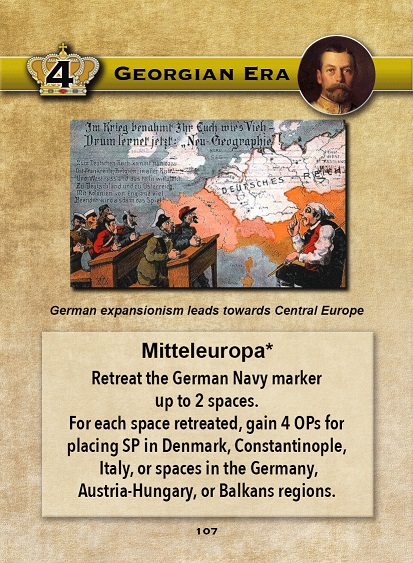 4
GEORGIAN ERA
Im Krieg benahmt Ihr Euch wie's Vieh -
Drum lernet jetzt: „Neu-Geographie"!
DEUTSCHES REICH
German expansionism leads towards Central Europe
Mitteleuropa*
Retreat the German Navy marker
up to 2 spaces.
For each space retreated, gain 4 OPs for
placing SP in Denmark, Constantinople,
Italy, or spaces in the Germany,
Austria-Hungary, or Balkans regions.
107